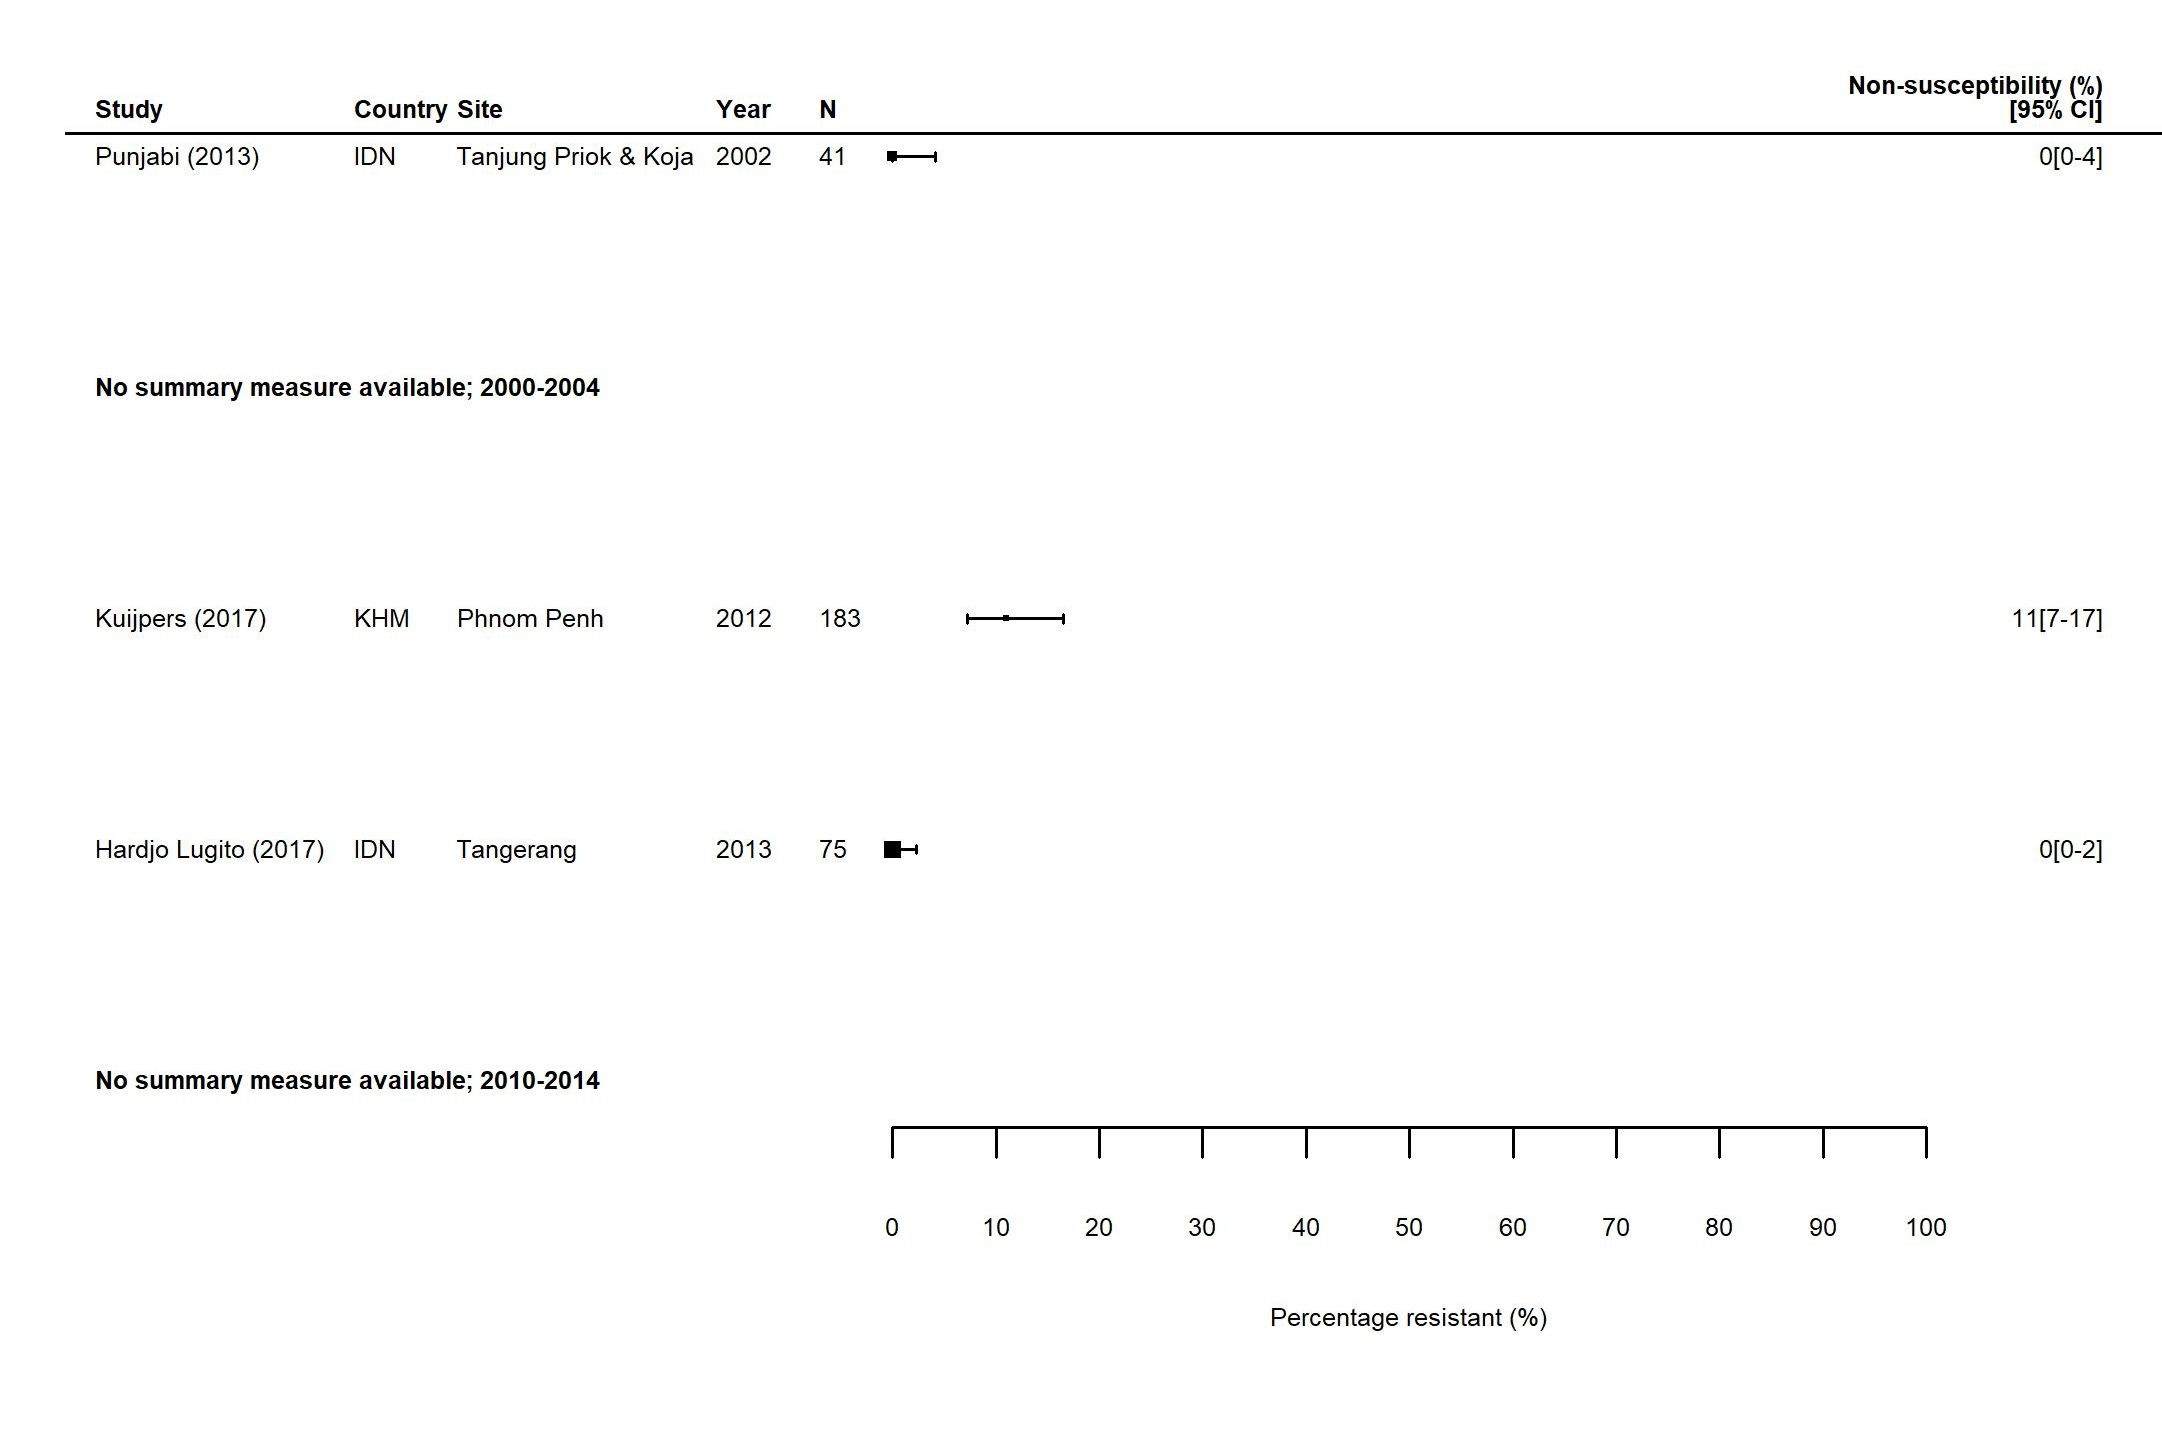 Non-susceptibility (%)
Study Country Site Year N [95% CI]
Punjabi (2013) IDN Tanjung Priok & Koja 2002 41 0[0-4]
No summary measure available; 2000-2004
Kuijpers (2017) KHM Phnom Penh 2012 183 11[7-17]
Hardjo Lugito (2017) IDN Tangerang 2013 75 0[0-2]
No summary measure available; 2010-2014
0 10 20 30 40 50 60 70 80 90 100
Percentage resistant (%)